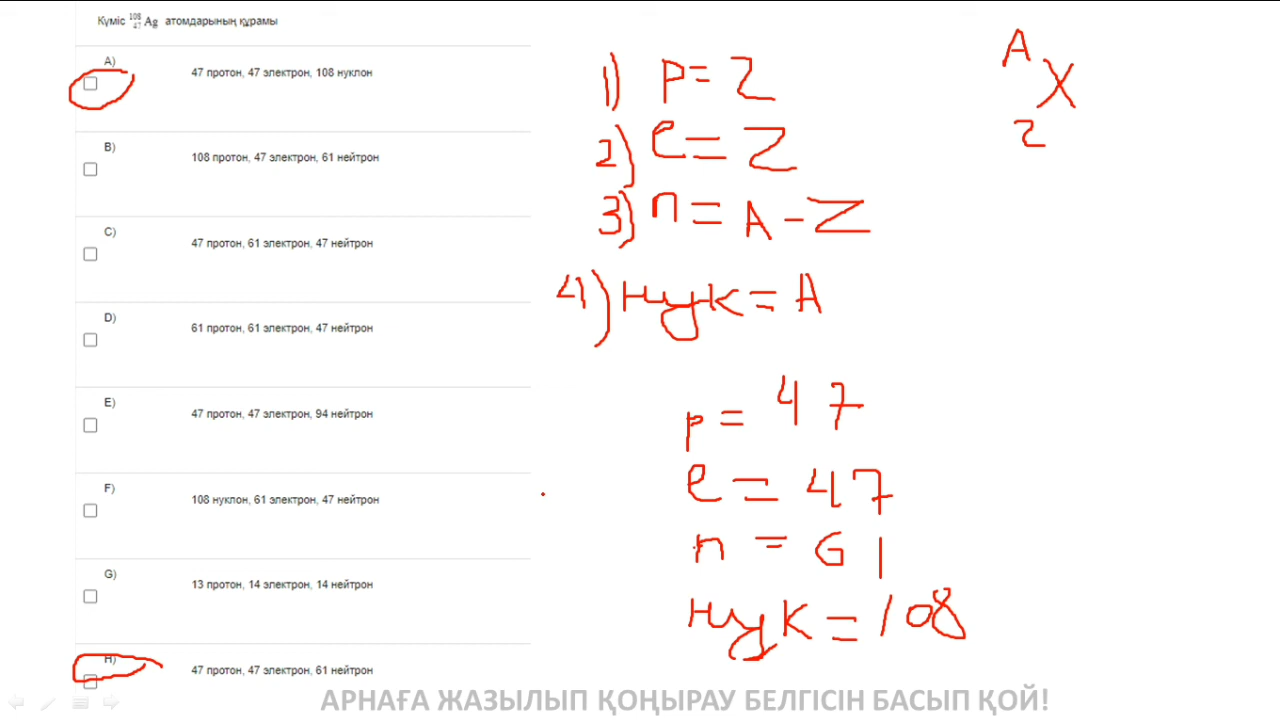 Күміс ¹⁰⁸₄₇Ag атомдарының құрамы
A)
47 протон, 47 электрон, 108 нуклон
B)
108 протон, 47 электрон, 61 нейтрон
C)
47 протон, 61 электрон, 47 нейтрон
D)
61 протон, 61 электрон, 47 нейтрон
E)
47 протон, 47 электрон, 94 нейтрон
F)
108 нуклон, 61 электрон, 47 нейтрон
G)
13 протон, 14 электрон, 14 нейтрон
H)
47 протон, 47 электрон, 61 нейтрон
1) p = Z
2) e = Z
3) n = A - Z
4) нук = A
A
X
Z
p = 47
e = 47
n = 61
нук = 108
АРНАҒА ЖАЗЫЛЫП ҚОҢЫРАУ БЕЛГІСІН БАСЫП ҚОЙ!